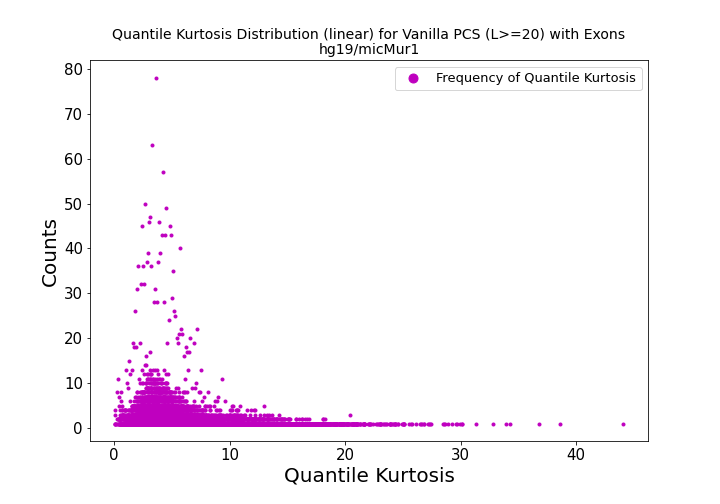 Quantile Kurtosis Distribution (linear) for Vanilla PCS (L>=20) with Exons
hg19/micMur1
Frequency of Quantile Kurtosis
80
70
60
50
40
30
20
10
0
Counts
0 10 20 30 40
Quantile Kurtosis